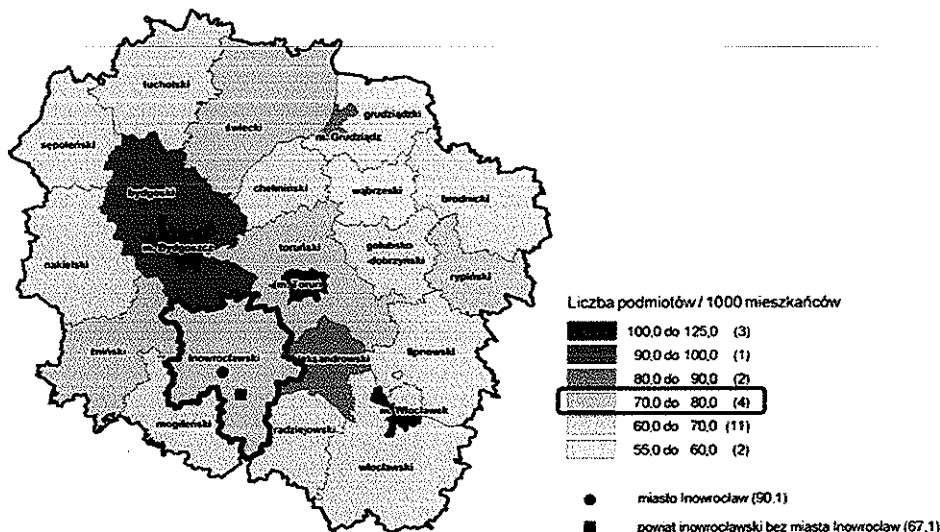 tucholski
świecki
grudziądzki
m. Grudziądz
sępoleński
bydgoski
chełmiński
wąbrzeski
brodnicki
m. Bydgoszcz
toruński
golubsko
-dobrzyński
nakielski
m. Toruń
rypiński
Liczba podmiotów / 1000 mieszkańców
100,0 do 125,0 (3)
90,0 do 100,0 (1)
80,0 do 90,0 (2)
70,0 do 80,0 (4)
60,0 do 70,0 (11)
55,0 do 60,0 (2)
żniński
inowrocławski
aleksandrowski
lipnowski
m. Włocławek
mogileński
radziejowski
włocławski
miasto Inowrocław (90,1)
powiat inowrocławski bez miasta Inowrocław (67,1)